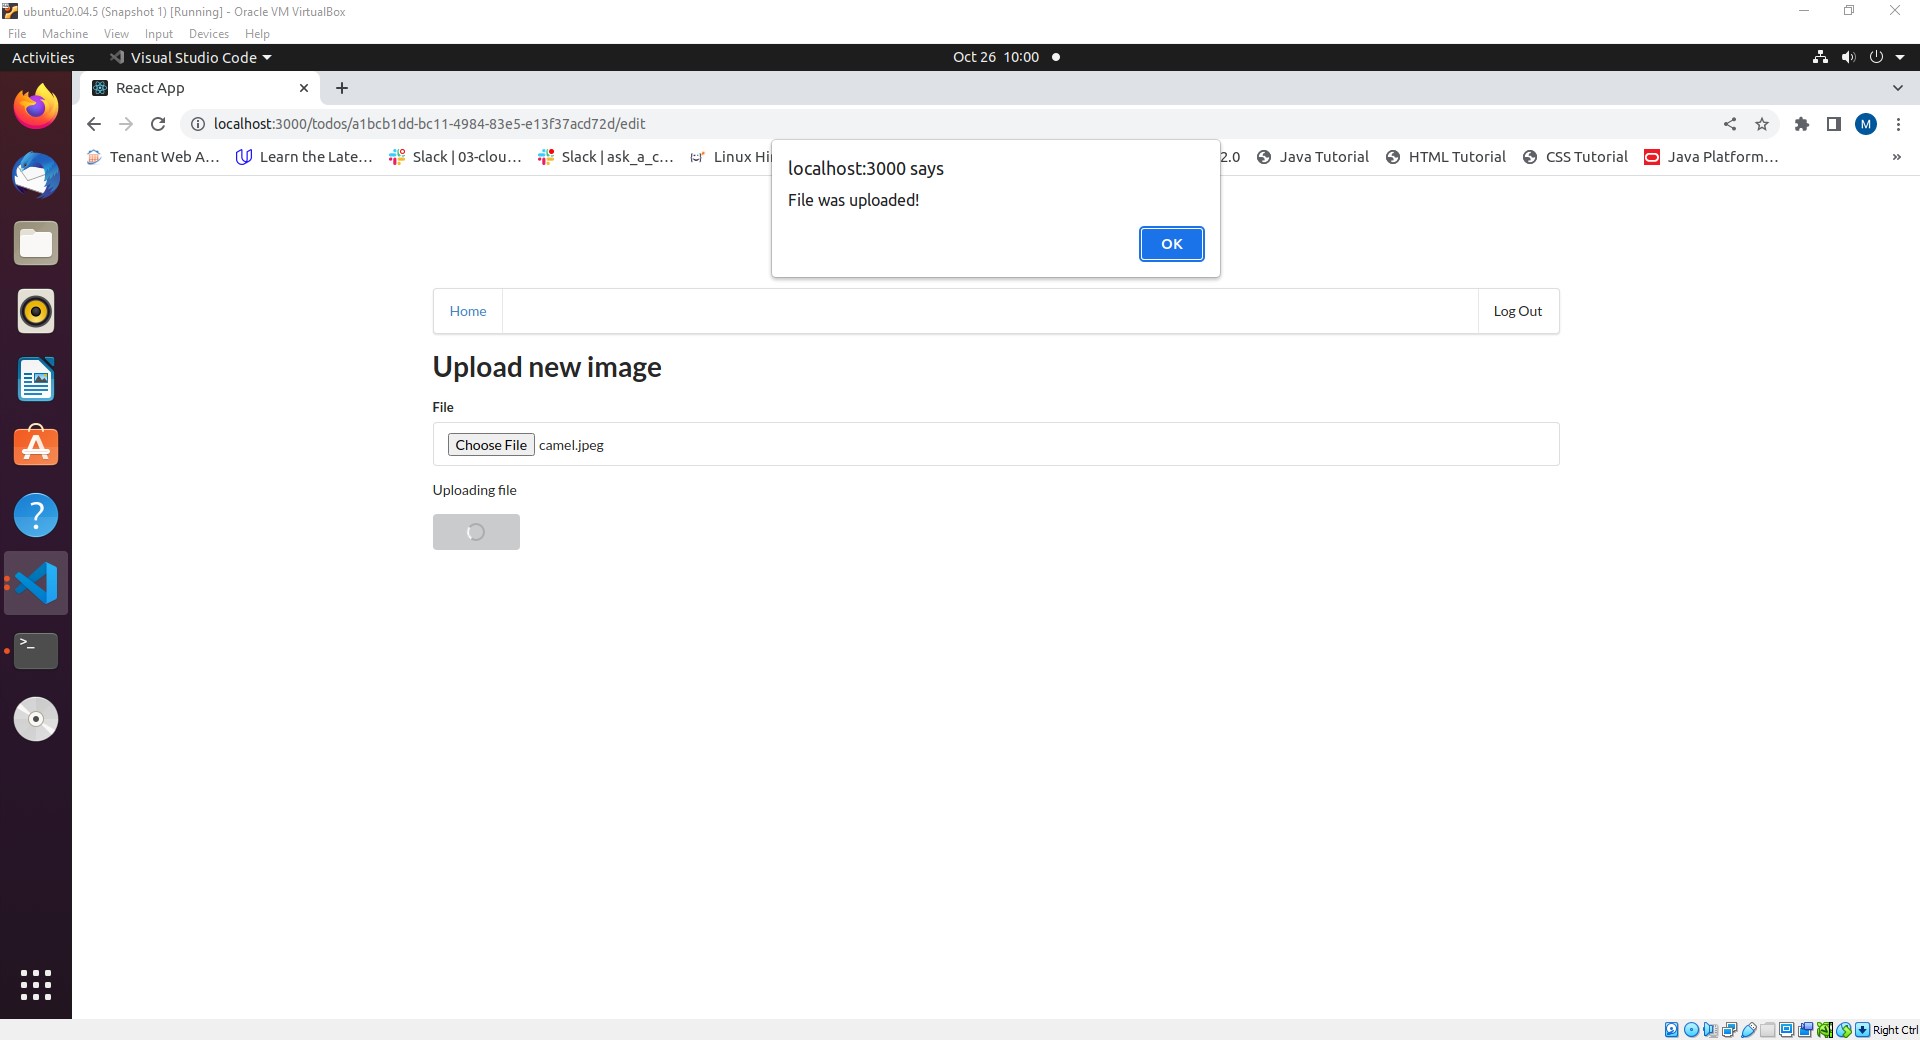 ubuntu20.04.5 (Snapshot 1) [Running] - Oracle VM VirtualBox
File Machine View Input Devices Help
Activities Visual Studio Code Oct 26 10:00
React App
localhost:3000/todos/a1bcb1dd-bc11-4984-83e5-e13f37acd72d/edit M
Tenant Web A... Learn the Late... Slack | 03-clou... Slack | ask_a_c... Linux Hi 2.0 Java Tutorial HTML Tutorial CSS Tutorial Java Platform... »
localhost:3000 says
File was uploaded!
OK
Home Log Out
Upload new image
File
Choose File camel.jpeg
Uploading file
Right Ctrl